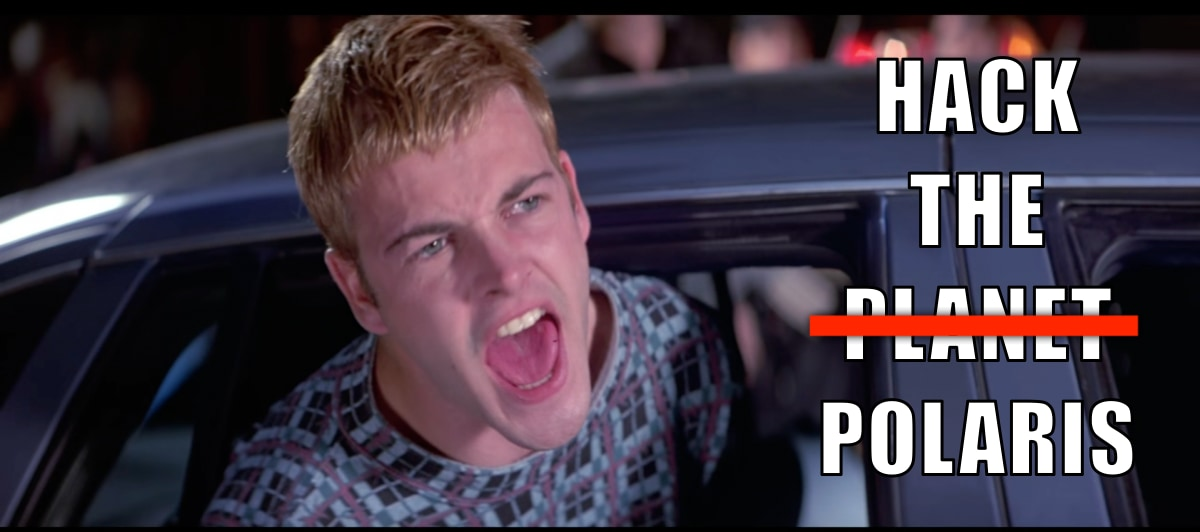 HACK
THE
PLANET
POLARIS